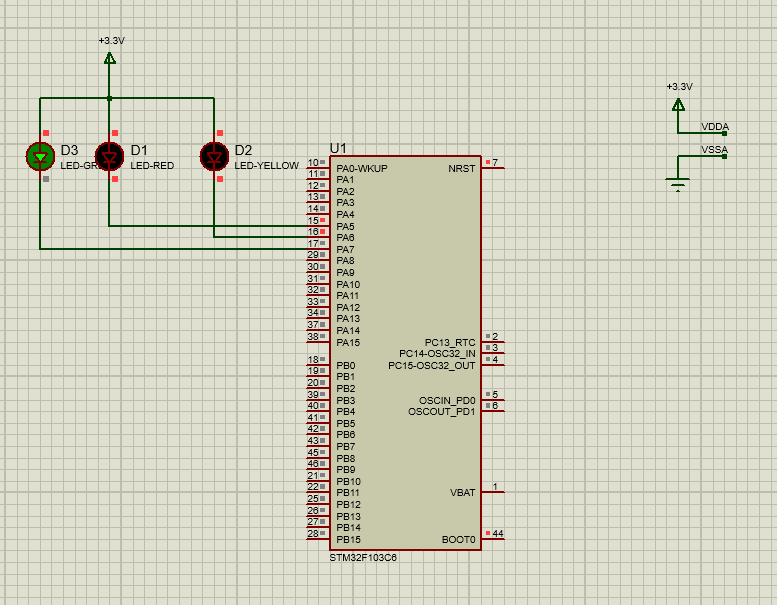 +3.3V
+3.3V
VDDA
VSSA
D3
LED-GR
D1
LED-RED
D2
LED-YELLOW
U1
10 PA0-WKUP
11 PA1
12 PA2
13 PA3
14 PA4
15 PA5
16 PA6
17 PA7
29 PA8
30 PA9
31 PA10
32 PA11
33 PA12
34 PA13
37 PA14
38 PA15
18 PB0
19 PB1
20 PB2
39 PB3
40 PB4
41 PB5
42 PB6
43 PB7
45 PB8
46 PB9
21 PB10
22 PB11
25 PB12
26 PB13
27 PB14
28 PB15
NRST 7
PC13_RTC 2
PC14-OSC32_IN 3
PC15-OSC32_OUT 4
OSCIN_PD0 5
OSCOUT_PD1 6
VBAT 1
BOOT0 44
STM32F103C6